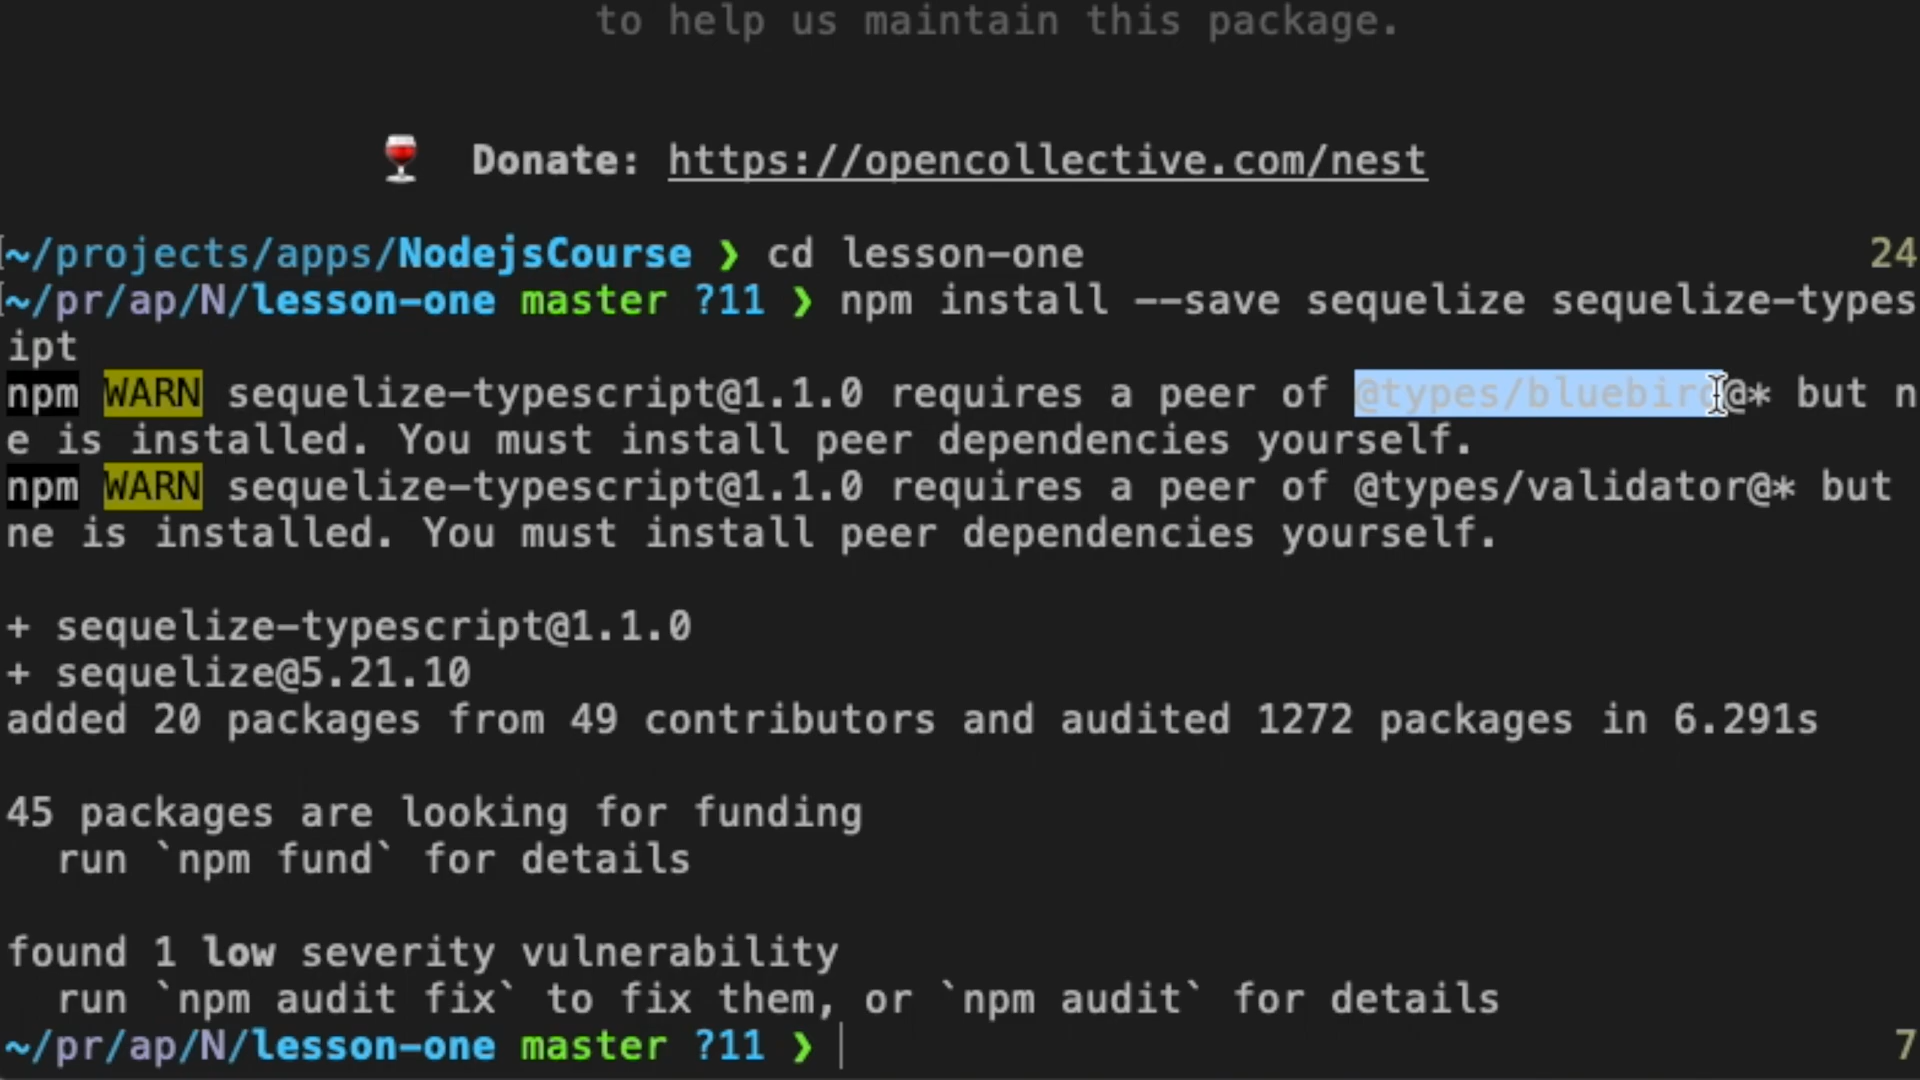 to help us maintain this package.
🍷 Donate: https://opencollective.com/nest
~/projects/apps/NodejsCourse ❯ cd lesson-one 24
~/pr/ap/N/lesson-one master ?11 ❯ npm install --save sequelize sequelize-types
ipt
npm WARN sequelize-typescript@1.1.0 requires a peer of @types/bluebird@* but n
e is installed. You must install peer dependencies yourself.
npm WARN sequelize-typescript@1.1.0 requires a peer of @types/validator@* but
ne is installed. You must install peer dependencies yourself.
+ sequelize-typescript@1.1.0
+ sequelize@5.21.10
added 20 packages from 49 contributors and audited 1272 packages in 6.291s
45 packages are looking for funding
run `npm fund` for details
found 1 low severity vulnerability
run `npm audit fix` to fix them, or `npm audit` for details
~/pr/ap/N/lesson-one master ?11 ❯ 7